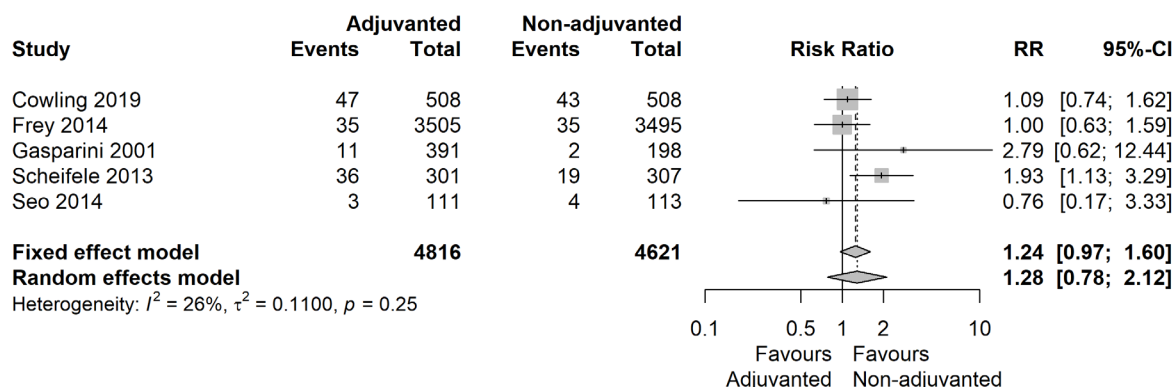 Adjuvanted Non-adjuvanted
Study Events Total Events Total Risk Ratio RR 95%-CI
Cowling 2019 47 508 43 508 1.09 [0.74; 1.62]
Frey 2014 35 3505 35 3495 1.00 [0.63; 1.59]
Gasparini 2001 11 391 2 198 2.79 [0.62; 12.44]
Scheifele 2013 36 301 19 307 1.93 [1.13; 3.29]
Seo 2014 3 111 4 113 0.76 [0.17; 3.33]
Fixed effect model 4816 4621 1.24 [0.97; 1.60]
Random effects model 1.28 [0.78; 2.12]
Heterogeneity: I² = 26%, τ² = 0.1100, p = 0.25
0.1 0.5 1 2 10
Favours Favours
Adjuvanted Non-adjuvanted